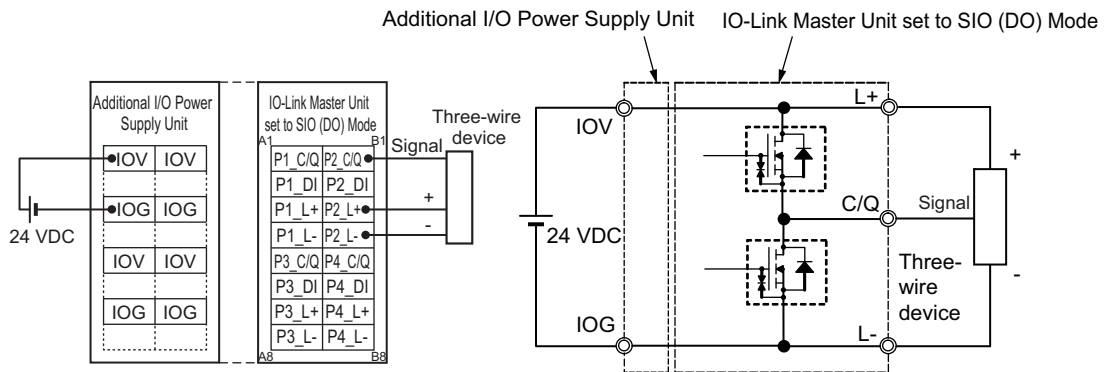 Additional I/O Power Supply Unit
IO-Link Master Unit set to SIO (DO) Mode
Additional I/O Power
Supply Unit
IOV IOV
IOG IOG
IOV IOV
IOG IOG
24 VDC
IO-Link Master Unit
set to SIO (DO) Mode
A1 B1
P1_C/Q P2_C/Q
P1_DI P2_DI
P1_L+ P2_L+
P1_L- P2_L-
P3_C/Q P4_C/Q
P3_DI P4_DI
P3_L+ P4_L+
P3_L- P4_L-
A8 B8
Three-wire
device
Signal
+
-
IOV
24 VDC
IOG
L+
C/Q
L-
Signal
+
-
Three-
wire
device